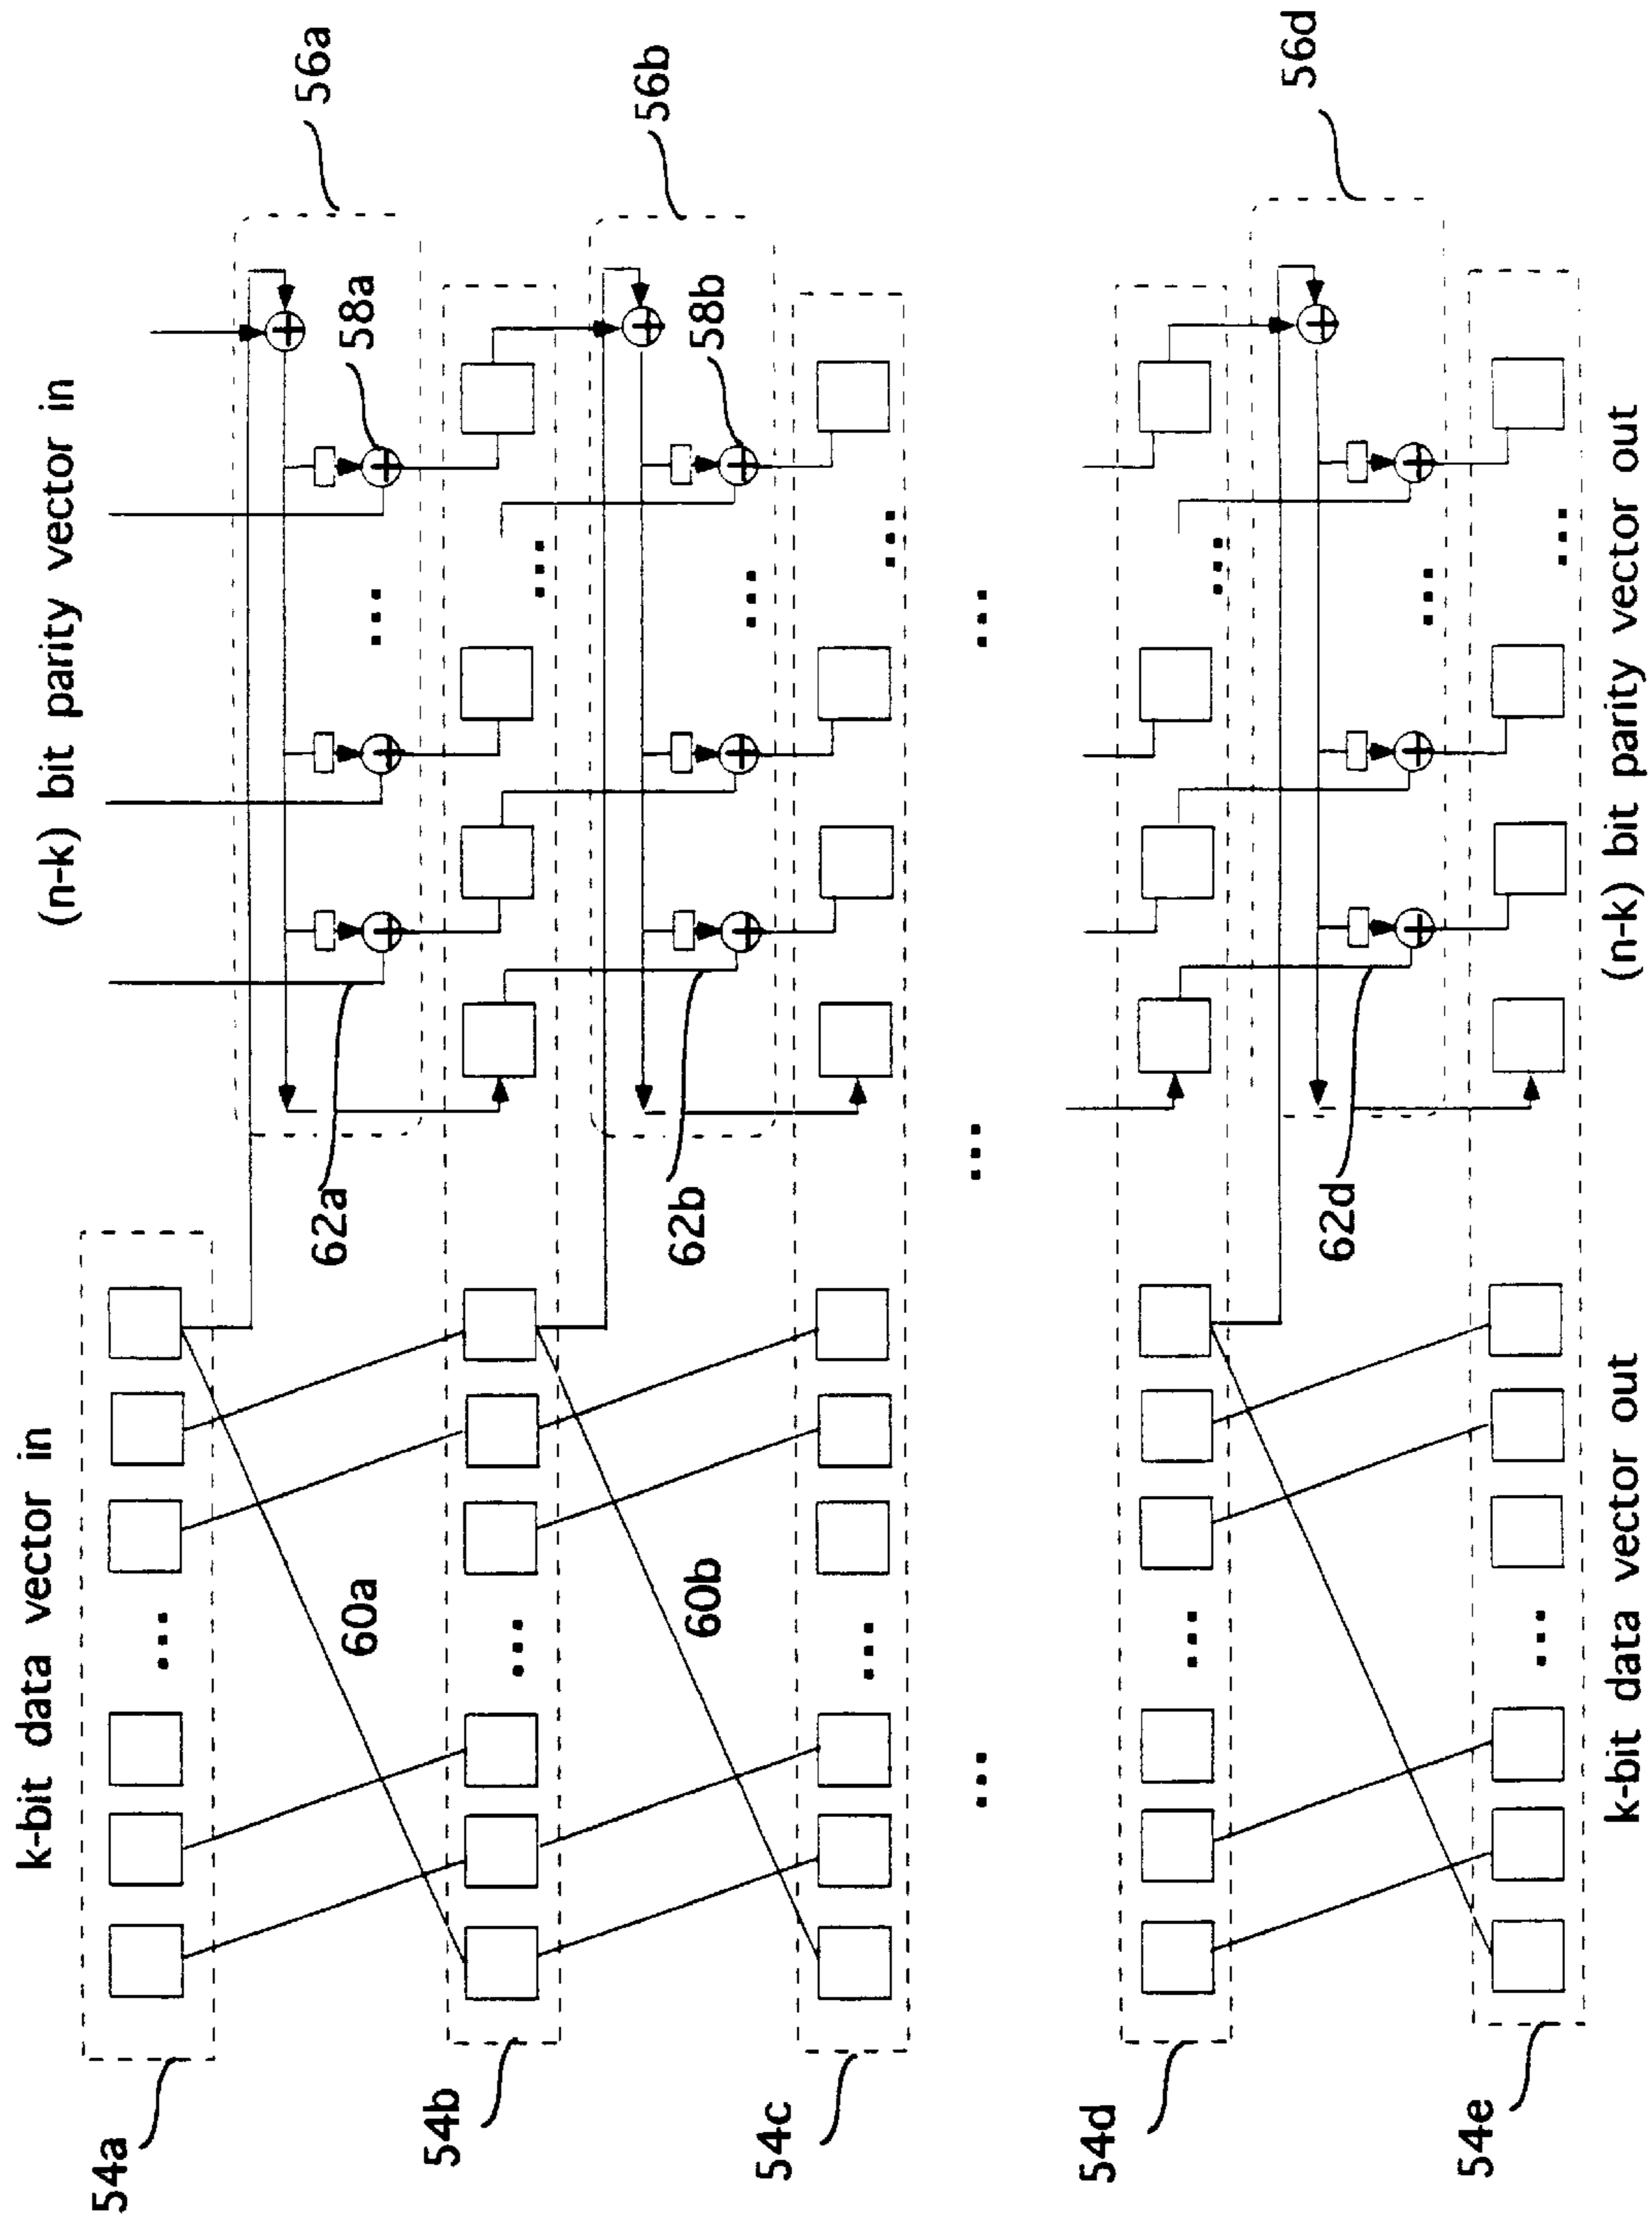 k-bit data vector in
(n-k) bit parity vector in
54a
56a
58a
62a
60a
54b
56b
58b
62b
60b
54c
54d
56d
62d
54e
k-bit data vector out
(n-k) bit parity vector out